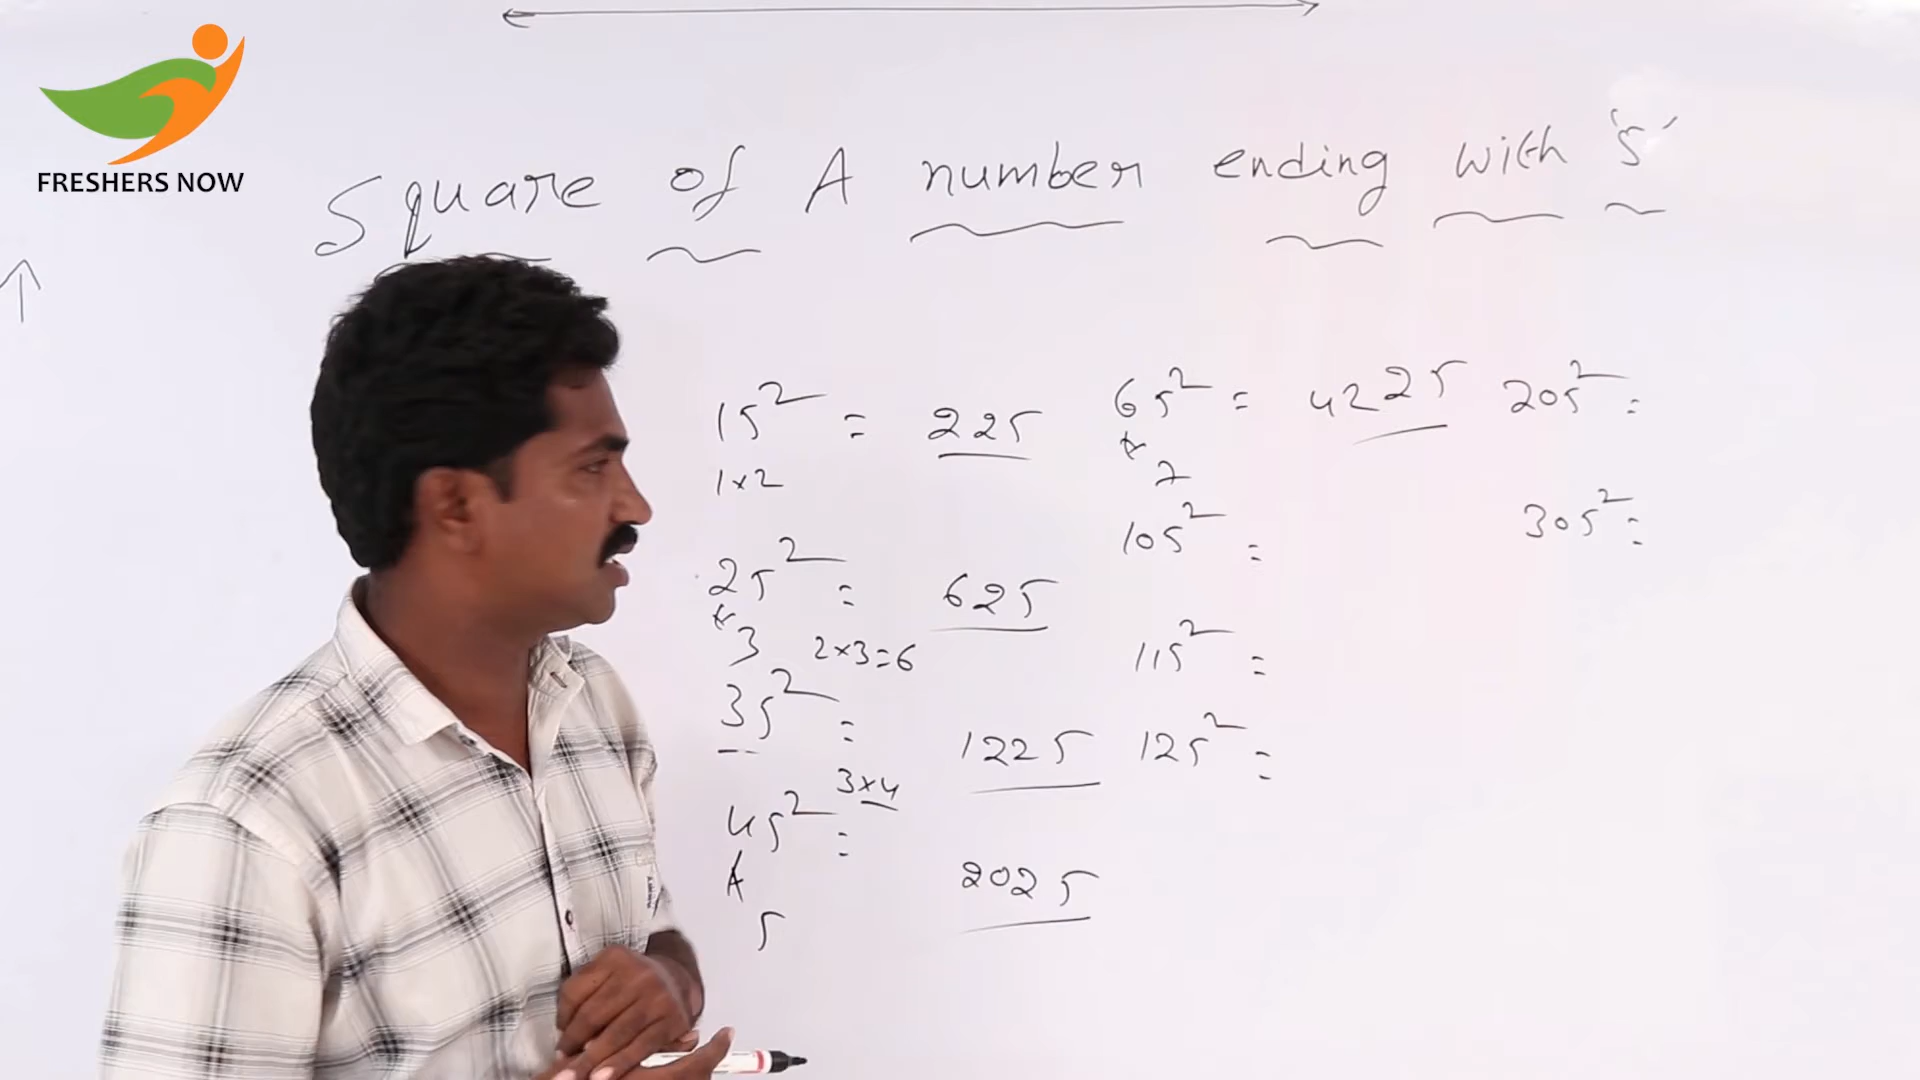 FRESHERS NOW
Square of A number ending with '5'
15² = 225
1×2
25² = 625
3 2×3=6
35² = 1225
3×4
45² = 2025
5
65² = 4225
7
105² =
115² =
125² =
205² =
305² =